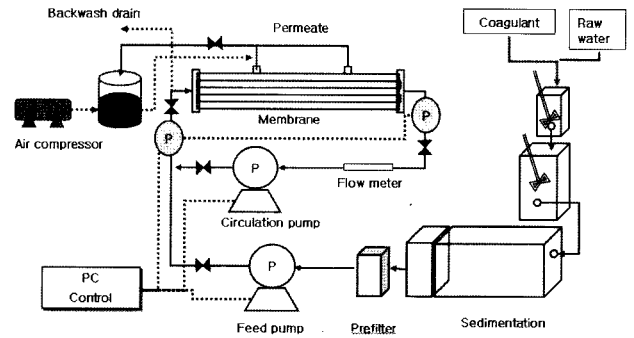 Backwash drain
Permeate
Coagulant
Raw
water
Membrane
Air compressor
P
P
P
Flow meter
Circulation pump
P
PC
Control
Feed pump
Prefilter
Sedimentation